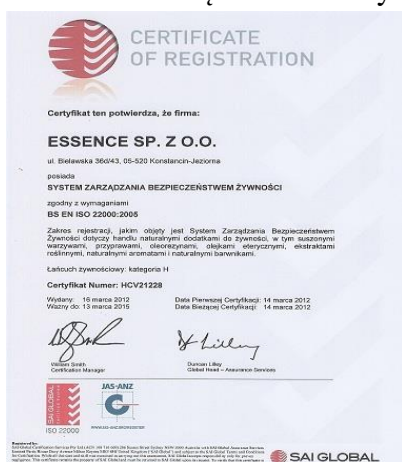 CERTIFICATE
OF REGISTRATION
Certyfikat ten potwierdza, że firma:
ESSENCE SP. Z O.O.
ul. Bielawska 36d/43, 05-520 Konstancin-Jeziorna
posiada
SYSTEM ZARZĄDZANIA BEZPIECZEŃSTWEM ŻYWNOŚCI
zgodny z wymaganiami
BS EN ISO 22000:2005
Zakres rejestracji, jakim objęty jest System Zarządzania Bezpieczeństwem
Żywności dotyczy handlu naturalnymi dodatkami do żywności, w tym suszonymi
warzywami, przyprawami, oleorezynami, olejkami eterycznymi, ekstraktami
roślinnymi, naturalnymi aromatami i naturalnymi barwnikami.
Łańcuch żywnościowy: kategoria H
Certyfikat Numer: HCV21228
Wydany: 16 marca 2012 Data Pierwszej Certyfikacji: 14 marca 2012
Ważny do: 13 marca 2015 Data Bieżącej Certyfikacji: 14 marca 2012
William Smith Duncan Lilley
Certification Manager Global Head – Assurance Services
SAI GLOBAL
ISO 22000
JAS-ANZ
SAI GLOBAL